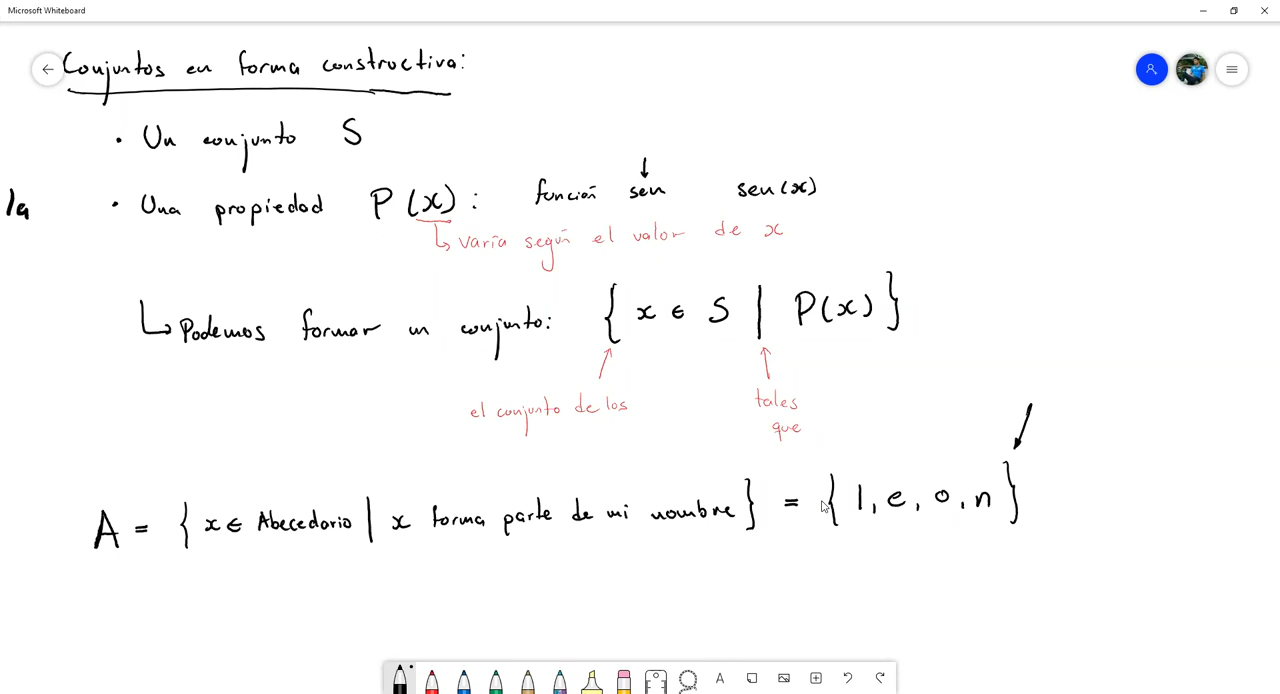 Microsoft Whiteboard
Conjuntos en forma constructiva:
• Un conjunto S
la
• Una propiedad P(x): función sen sen(x)
↳ varía según el valor de x
↳ Podemos formar un conjunto: { x ∈ S | P(x) }
el conjunto de los
tales
que
A = { x ∈ Abecedario | x forma parte de mi nombre } = { l, e, o, n }